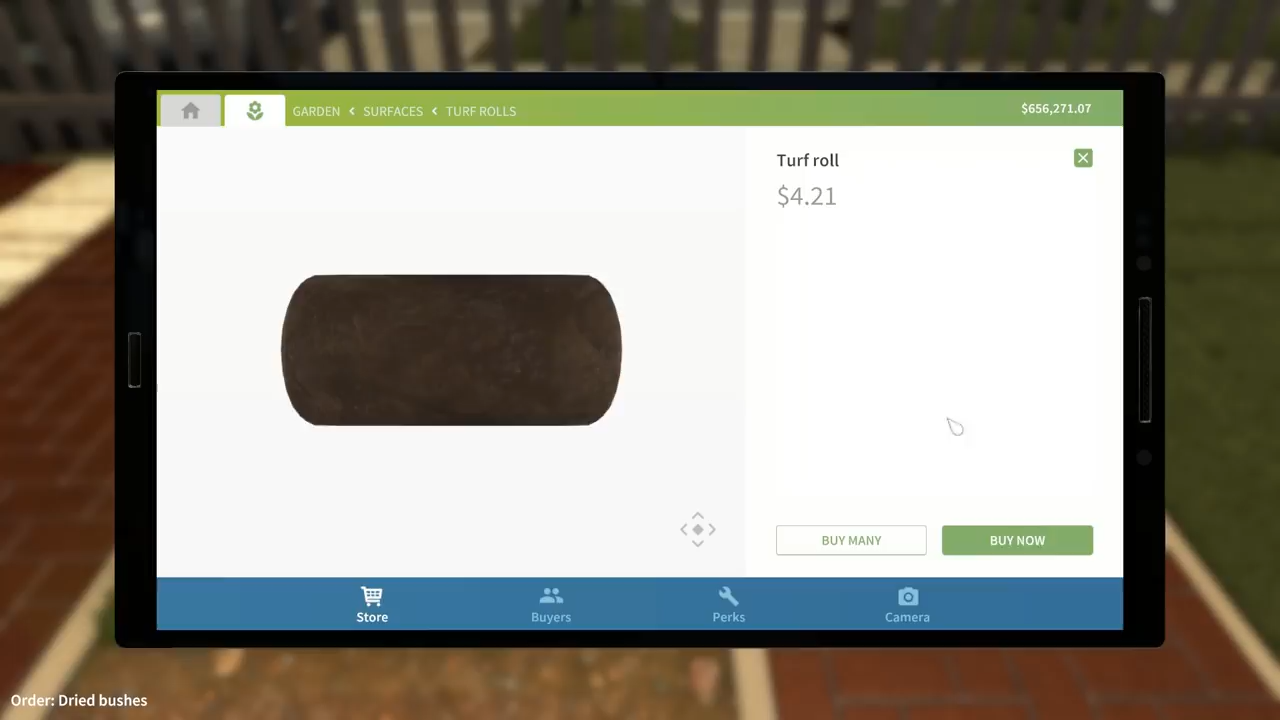 GARDEN < SURFACES < TURF ROLLS
$656,271.07
Turf roll
$4.21
BUY MANY
BUY NOW
Store
Buyers
Perks
Camera
Order: Dried bushes